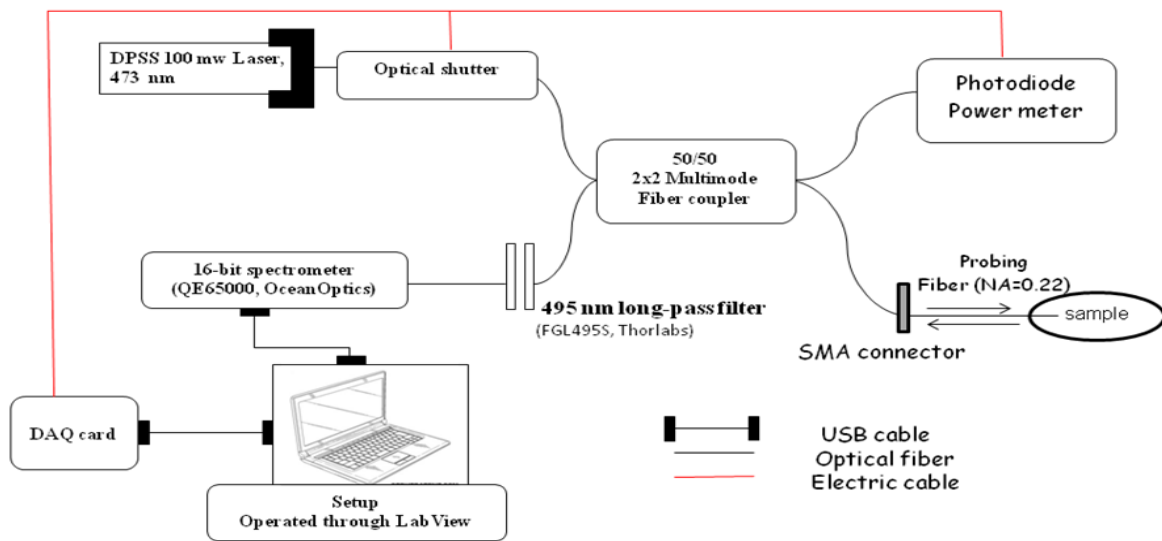 DPSS 100 mw Laser,
473 nm
Optical shutter
Photodiode
Power meter
50/50
2x2 Multimode
Fiber coupler
16-bit spectrometer
(QE65000, OceanOptics)
495 nm long-pass filter
(FGL495S, Thorlabs)
Probing
Fiber (NA=0.22)
sample
SMA connector
DAQ card
Setup
Operated through LabView
USB cable
Optical fiber
Electric cable